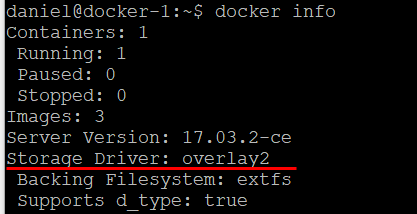 daniel@docker-1:~$ docker info
Containers: 1
 Running: 1
 Paused: 0
 Stopped: 0
Images: 3
Server Version: 17.03.2-ce
Storage Driver: overlay2
 Backing Filesystem: extfs
 Supports d_type: true